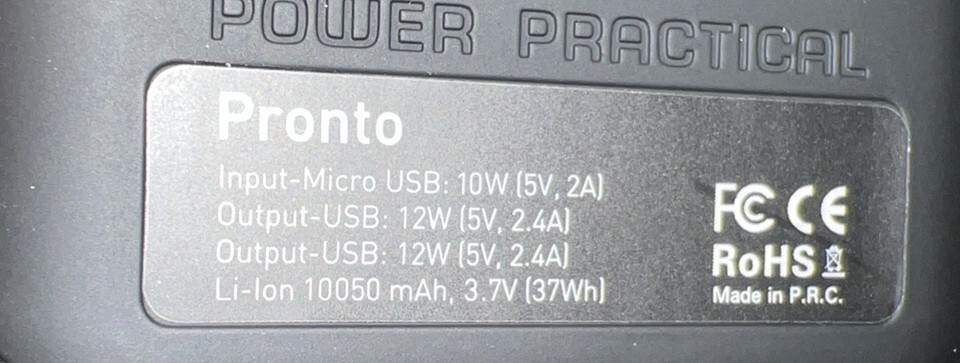 POWER PRACTICAL
Pronto
Input-Micro USB: 10W (5V, 2A)
Output-USB: 12W (5V, 2.4A)
Output-USB: 12W (5V, 2.4A)
Li-Ion 10050 mAh, 3.7V (37Wh)
FC CE
RoHS
Made in P.R.C.